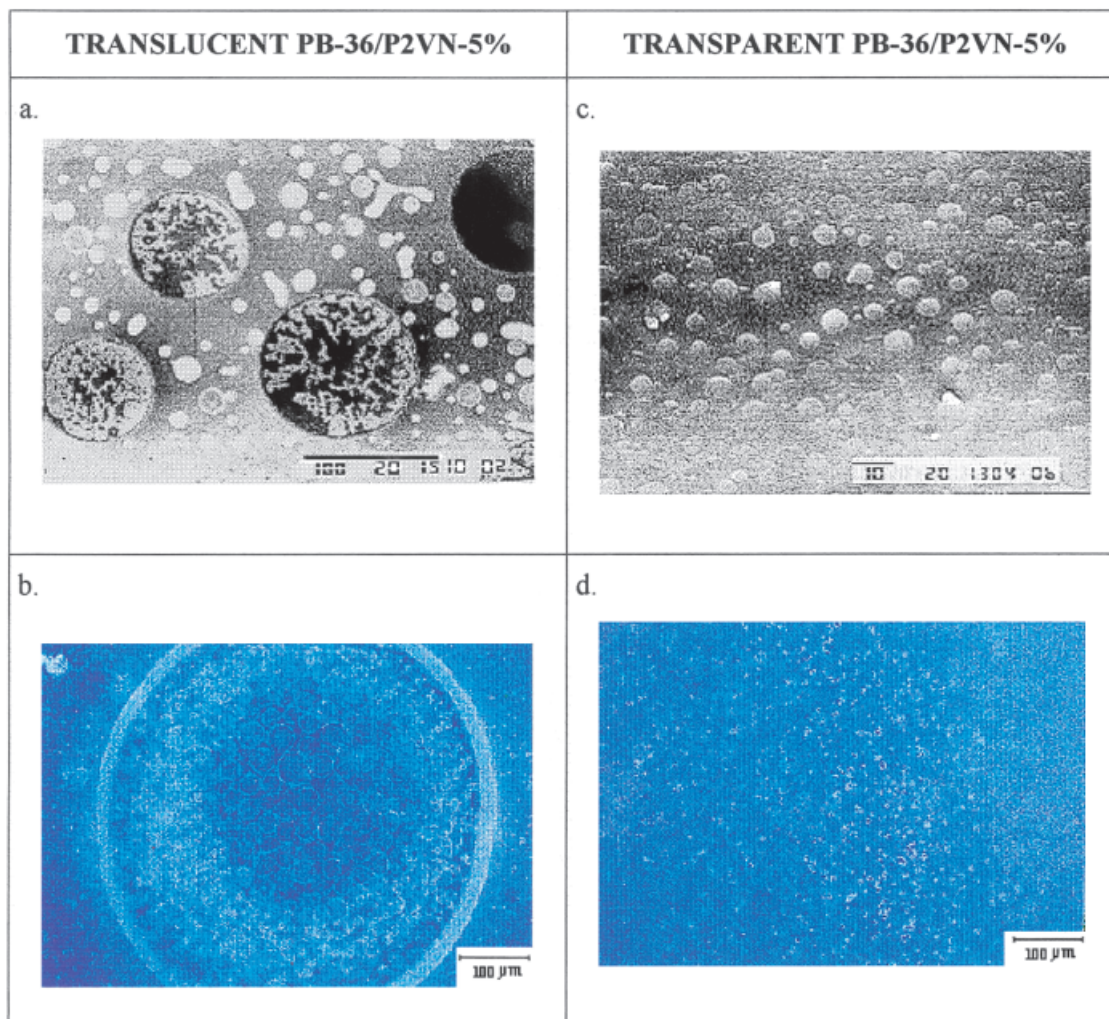 TRANSLUCENT PB-36/P2VN-5%
TRANSPARENT PB-36/P2VN-5%
a.
c.
100 20 1510 02
10 20 1304 06
b.
d.
100 µm
100 µm